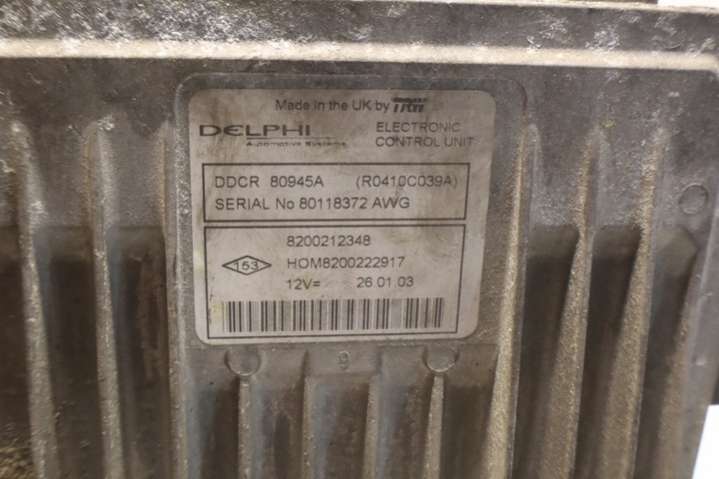 Made in the UK by TRW
DELPHI
Automotive Systems
ELECTRONIC
CONTROL UNIT
DDCR 80945A (R0410C039A)
SERIAL No 80118372 AWG
8200212348
153
HOM8200222917
12V= 26.01.03
9